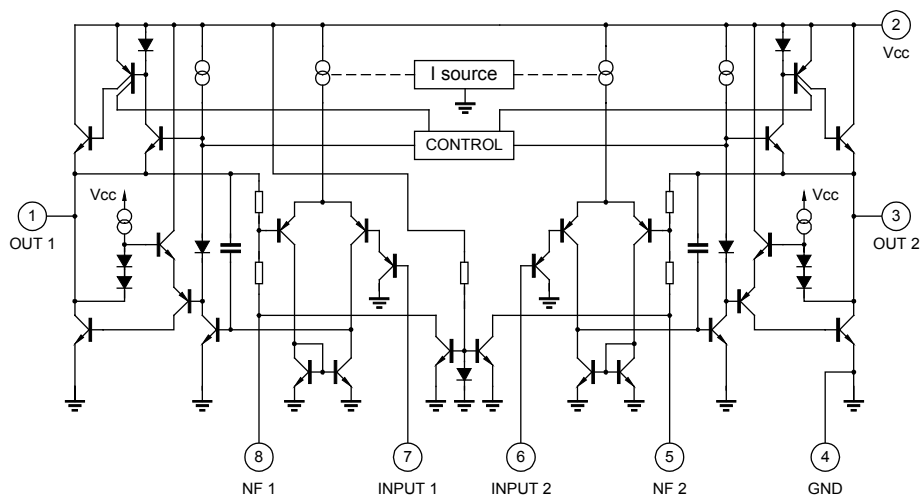 2
Vcc
I source
CONTROL
1
OUT 1
Vcc
Vcc
3
OUT 2
8
NF 1
7
INPUT 1
6
INPUT 2
5
NF 2
4
GND